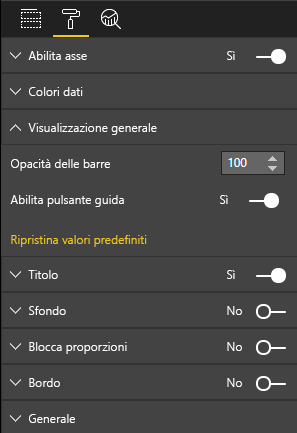 Abilita asse Sì
Colori dati
Visualizzazione generale
Opacità delle barre 100
Abilita pulsante guida Sì
Ripristina valori predefiniti
Titolo Sì
Sfondo No
Blocca proporzioni No
Bordo No
Generale